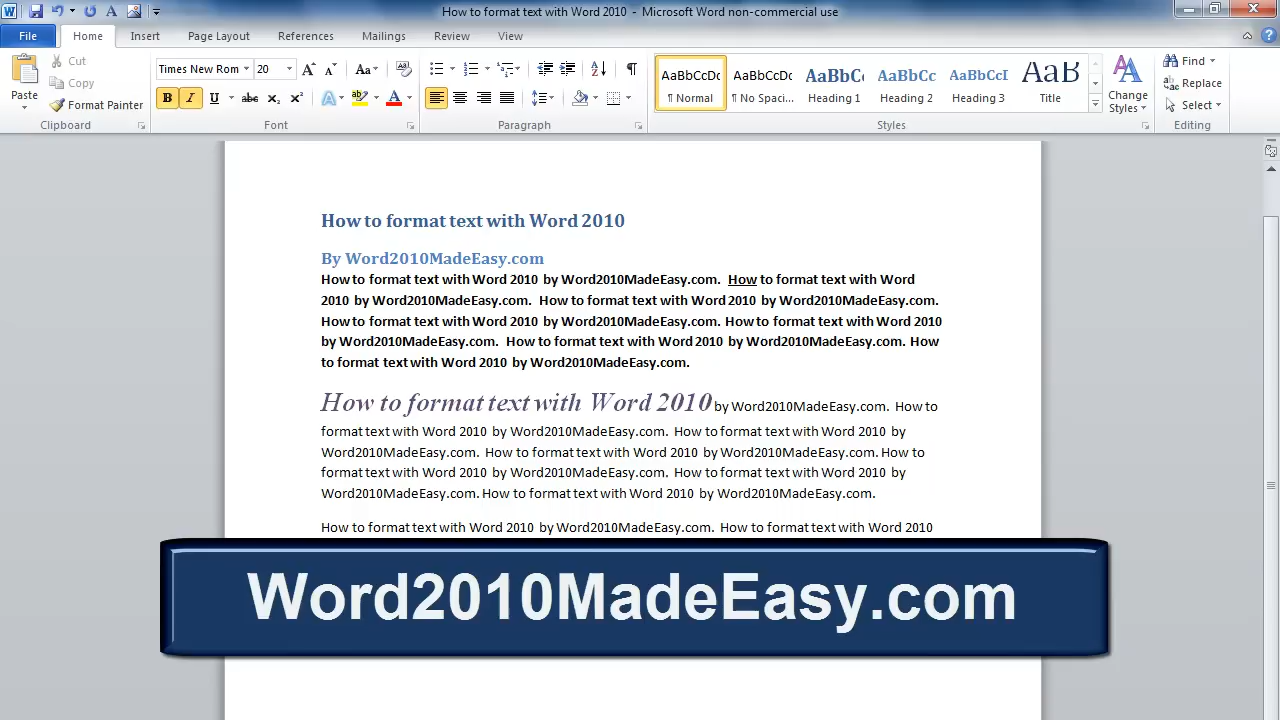 How to format text with Word 2010 - Microsoft Word non-commercial use
File Home Insert Page Layout References Mailings Review View
Paste
Cut
Copy
Format Painter
Clipboard
Times New Rom 20 Aa
B I U abc x₂ x² A ab A
Font
Paragraph
AaBbCcDc AaBbCcDc AaBbCc AaBbCc AaBbCcI AaB
¶ Normal ¶ No Spaci... Heading 1 Heading 2 Heading 3 Title
Change Styles
Styles
Find
Replace
Select
Editing
How to format text with Word 2010
By Word2010MadeEasy.com
How to format text with Word 2010 by Word2010MadeEasy.com. How to format text with Word
2010 by Word2010MadeEasy.com. How to format text with Word 2010 by Word2010MadeEasy.com.
How to format text with Word 2010 by Word2010MadeEasy.com. How to format text with Word 2010
by Word2010MadeEasy.com. How to format text with Word 2010 by Word2010MadeEasy.com. How
to format text with Word 2010 by Word2010MadeEasy.com.
How to format text with Word 2010 by Word2010MadeEasy.com. How to
format text with Word 2010 by Word2010MadeEasy.com. How to format text with Word 2010 by
Word2010MadeEasy.com. How to format text with Word 2010 by Word2010MadeEasy.com. How to
format text with Word 2010 by Word2010MadeEasy.com. How to format text with Word 2010 by
Word2010MadeEasy.com. How to format text with Word 2010 by Word2010MadeEasy.com.
How to format text with Word 2010 by Word2010MadeEasy.com. How to format text with Word 2010
Word2010MadeEasy.com